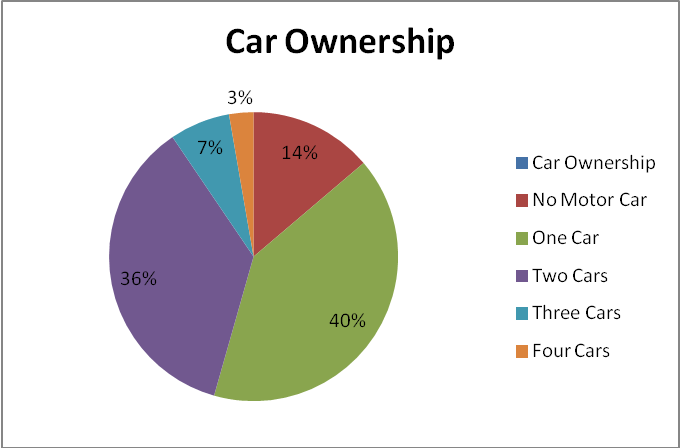 Car Ownership
3%
7%
14%
36%
40%
Car Ownership
No Motor Car
One Car
Two Cars
Three Cars
Four Cars